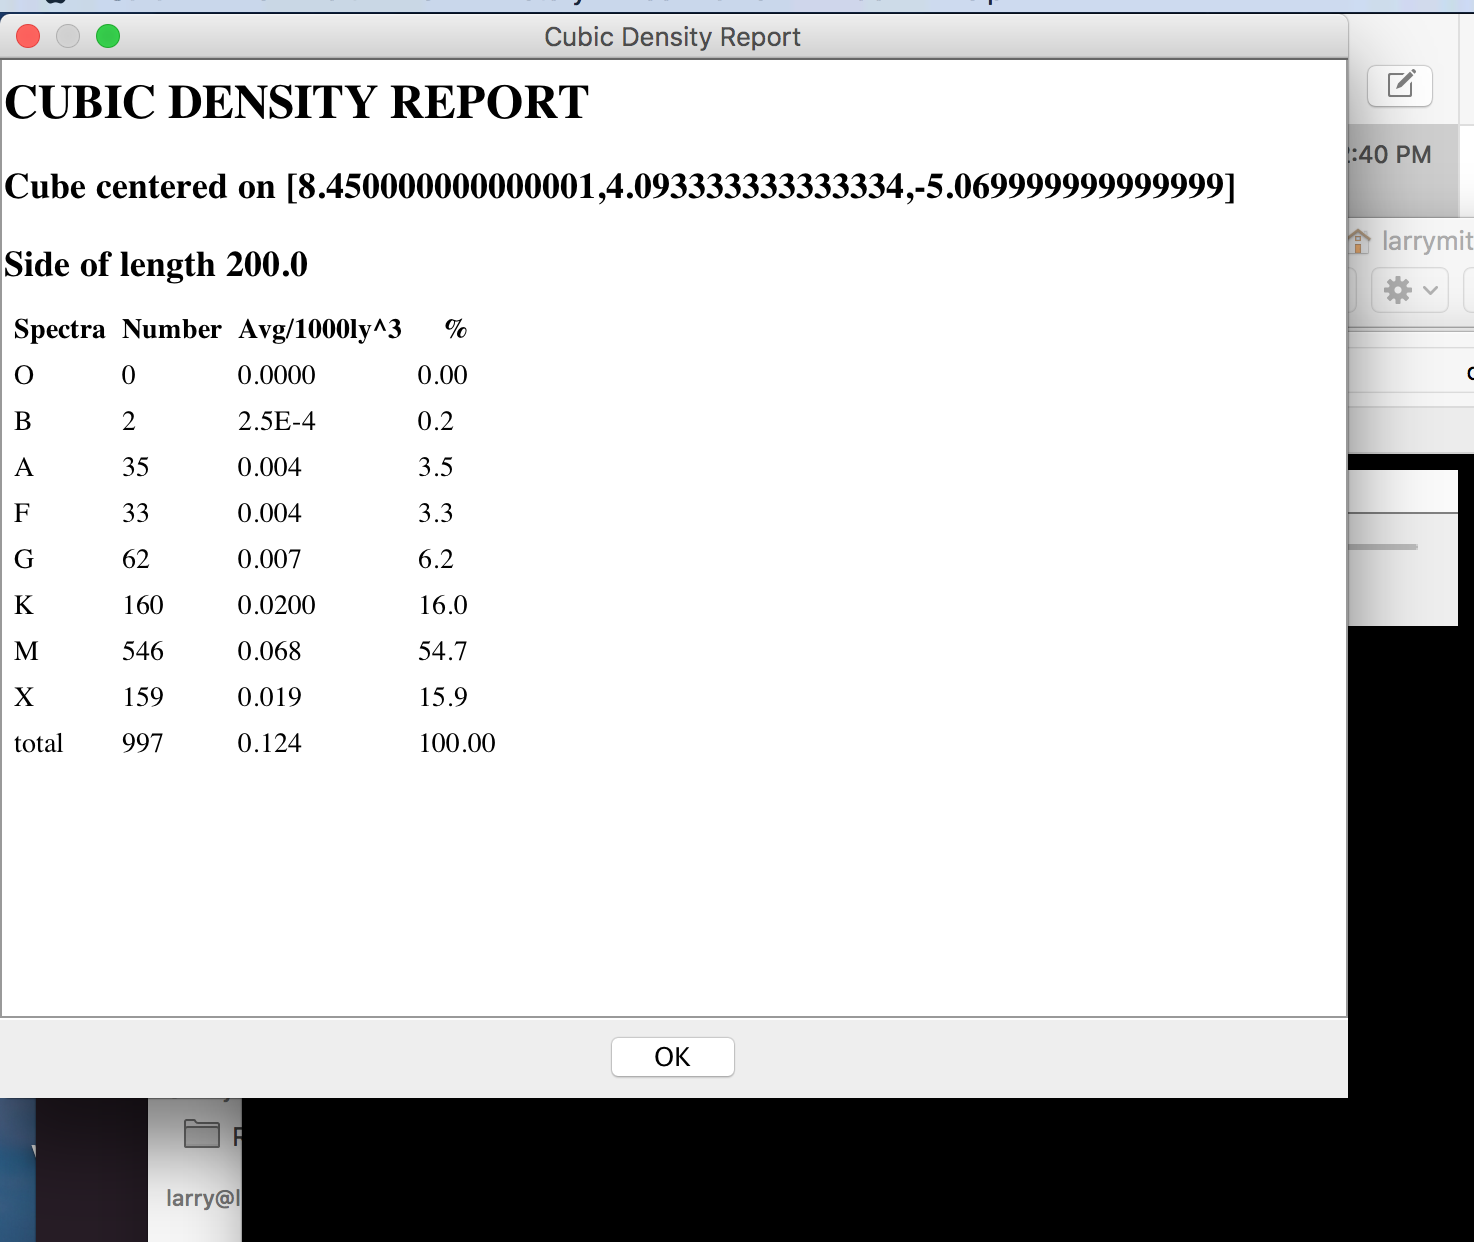 Cubic Density Report
CUBIC DENSITY REPORT
Cube centered on [8.450000000000001,4.093333333333334,-5.069999999999999]
Side of length 200.0
Spectra Number Avg/1000ly^3 %
O 0 0.0000 0.00
B 2 2.5E-4 0.2
A 35 0.004 3.5
F 33 0.004 3.3
G 62 0.007 6.2
K 160 0.0200 16.0
M 546 0.068 54.7
X 159 0.019 15.9
total 997 0.124 100.00
OK
:40 PM
larrymit
larry@l